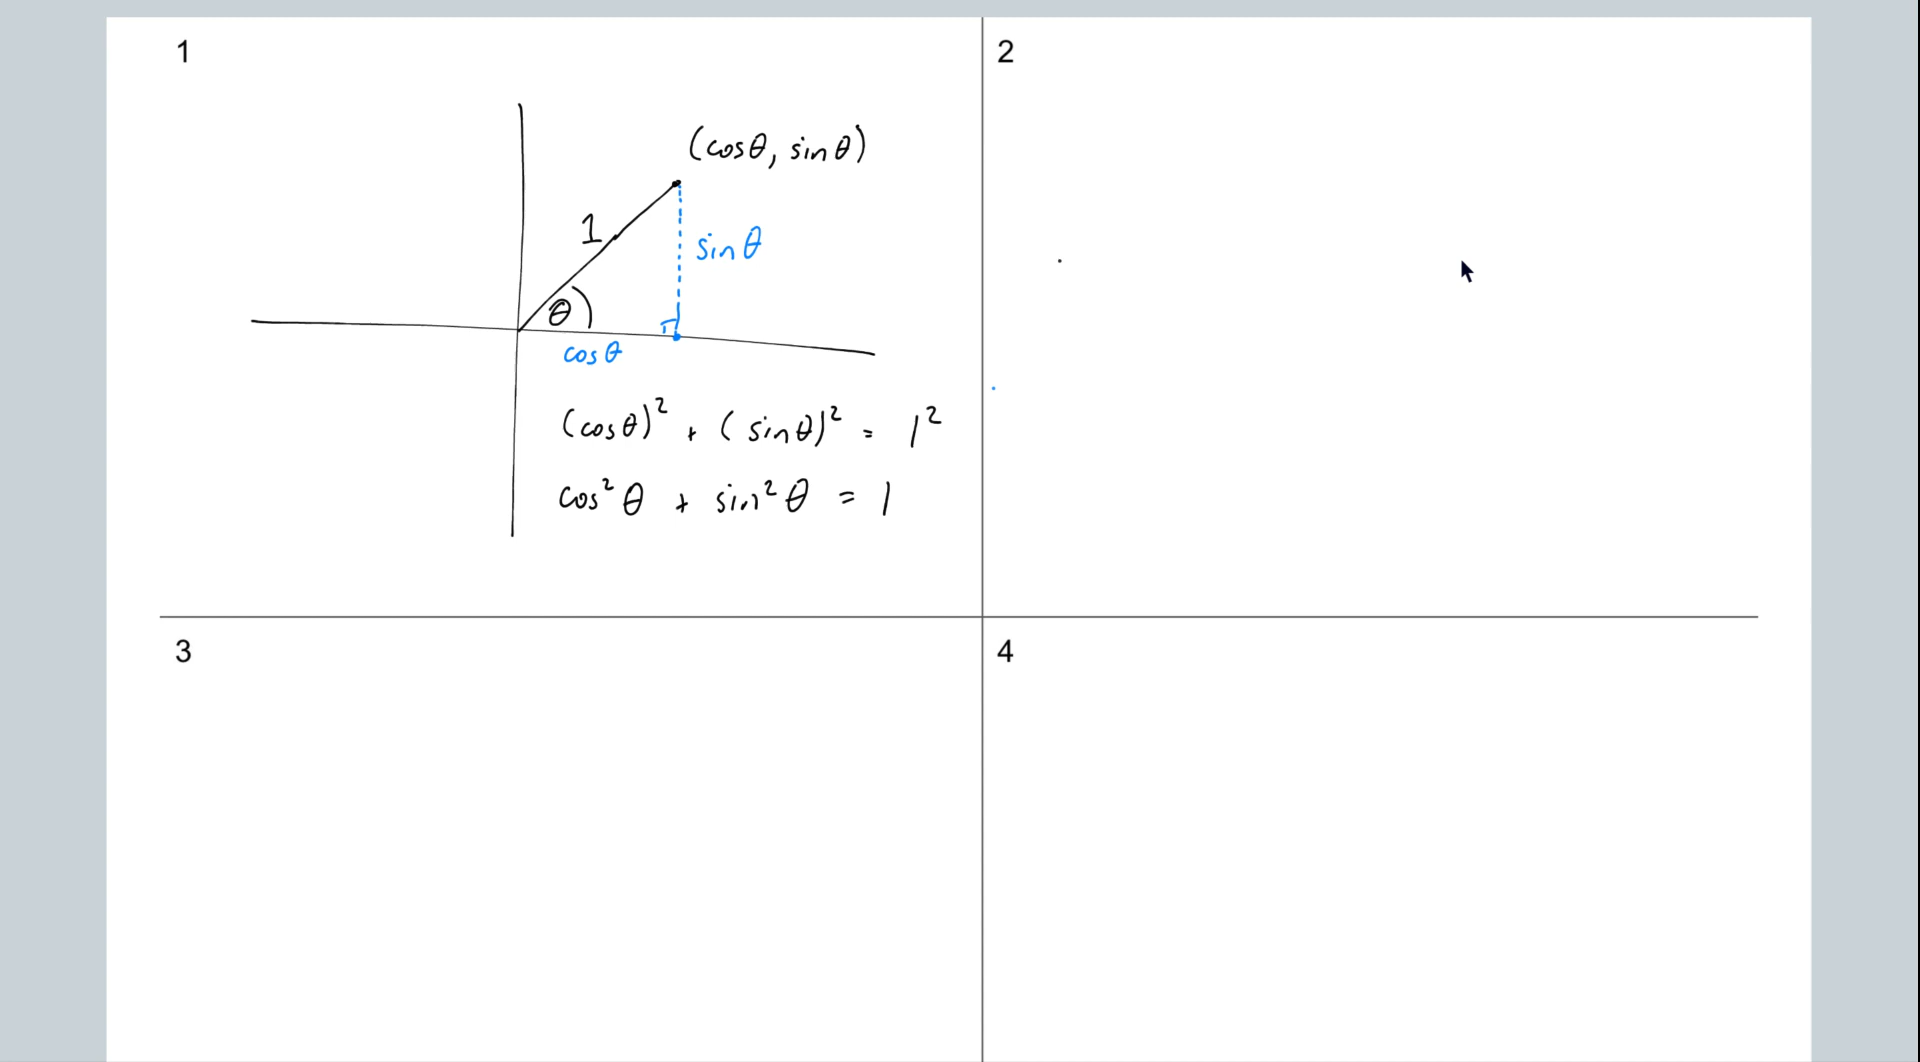 1
(cosθ, sinθ)
1
sinθ
θ
cosθ
(cosθ)² + (sinθ)² = 1²
cos²θ + sin²θ = 1
2
3
4